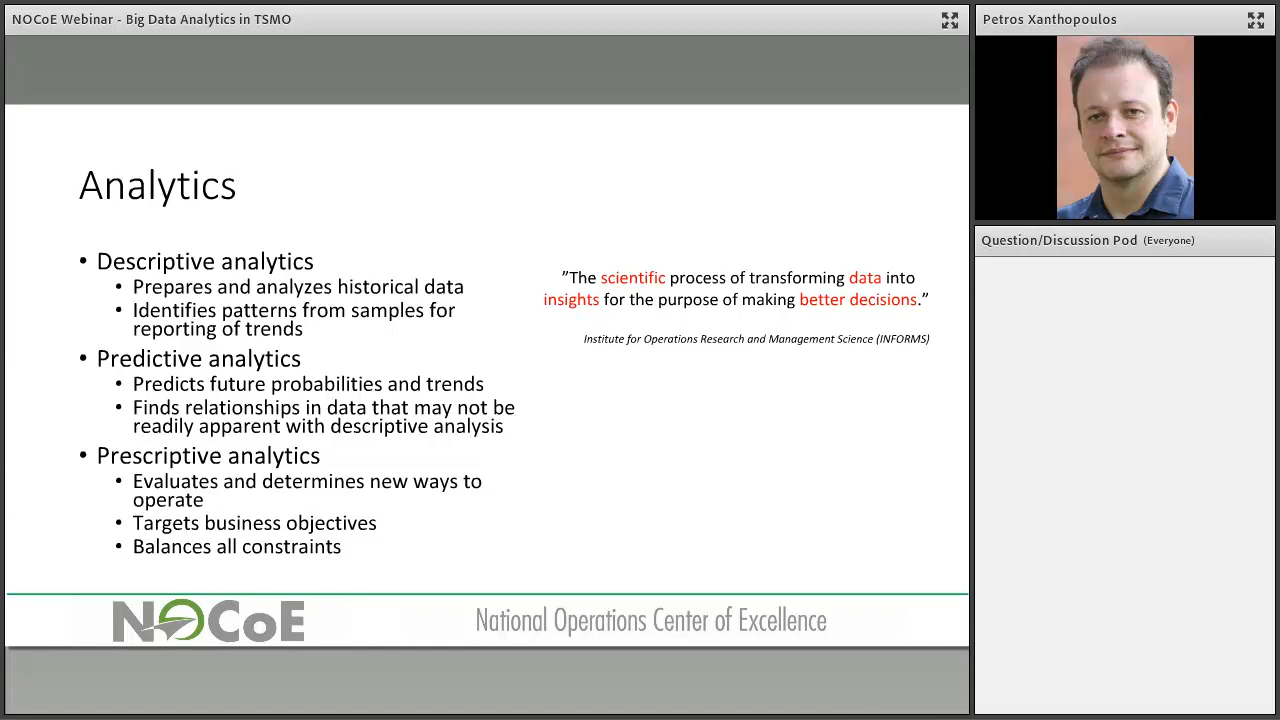 NOCoE Webinar - Big Data Analytics in TSMO
Petros Xanthopoulos
Question/Discussion Pod (Everyone)
Analytics
• Descriptive analytics
• Prepares and analyzes historical data
• Identifies patterns from samples for
reporting of trends
• Predictive analytics
• Predicts future probabilities and trends
• Finds relationships in data that may not be
readily apparent with descriptive analysis
• Prescriptive analytics
• Evaluates and determines new ways to
operate
• Targets business objectives
• Balances all constraints
”The scientific process of transforming data into
insights for the purpose of making better decisions.”
Institute for Operations Research and Management Science (INFORMS)
NOCoE
National Operations Center of Excellence